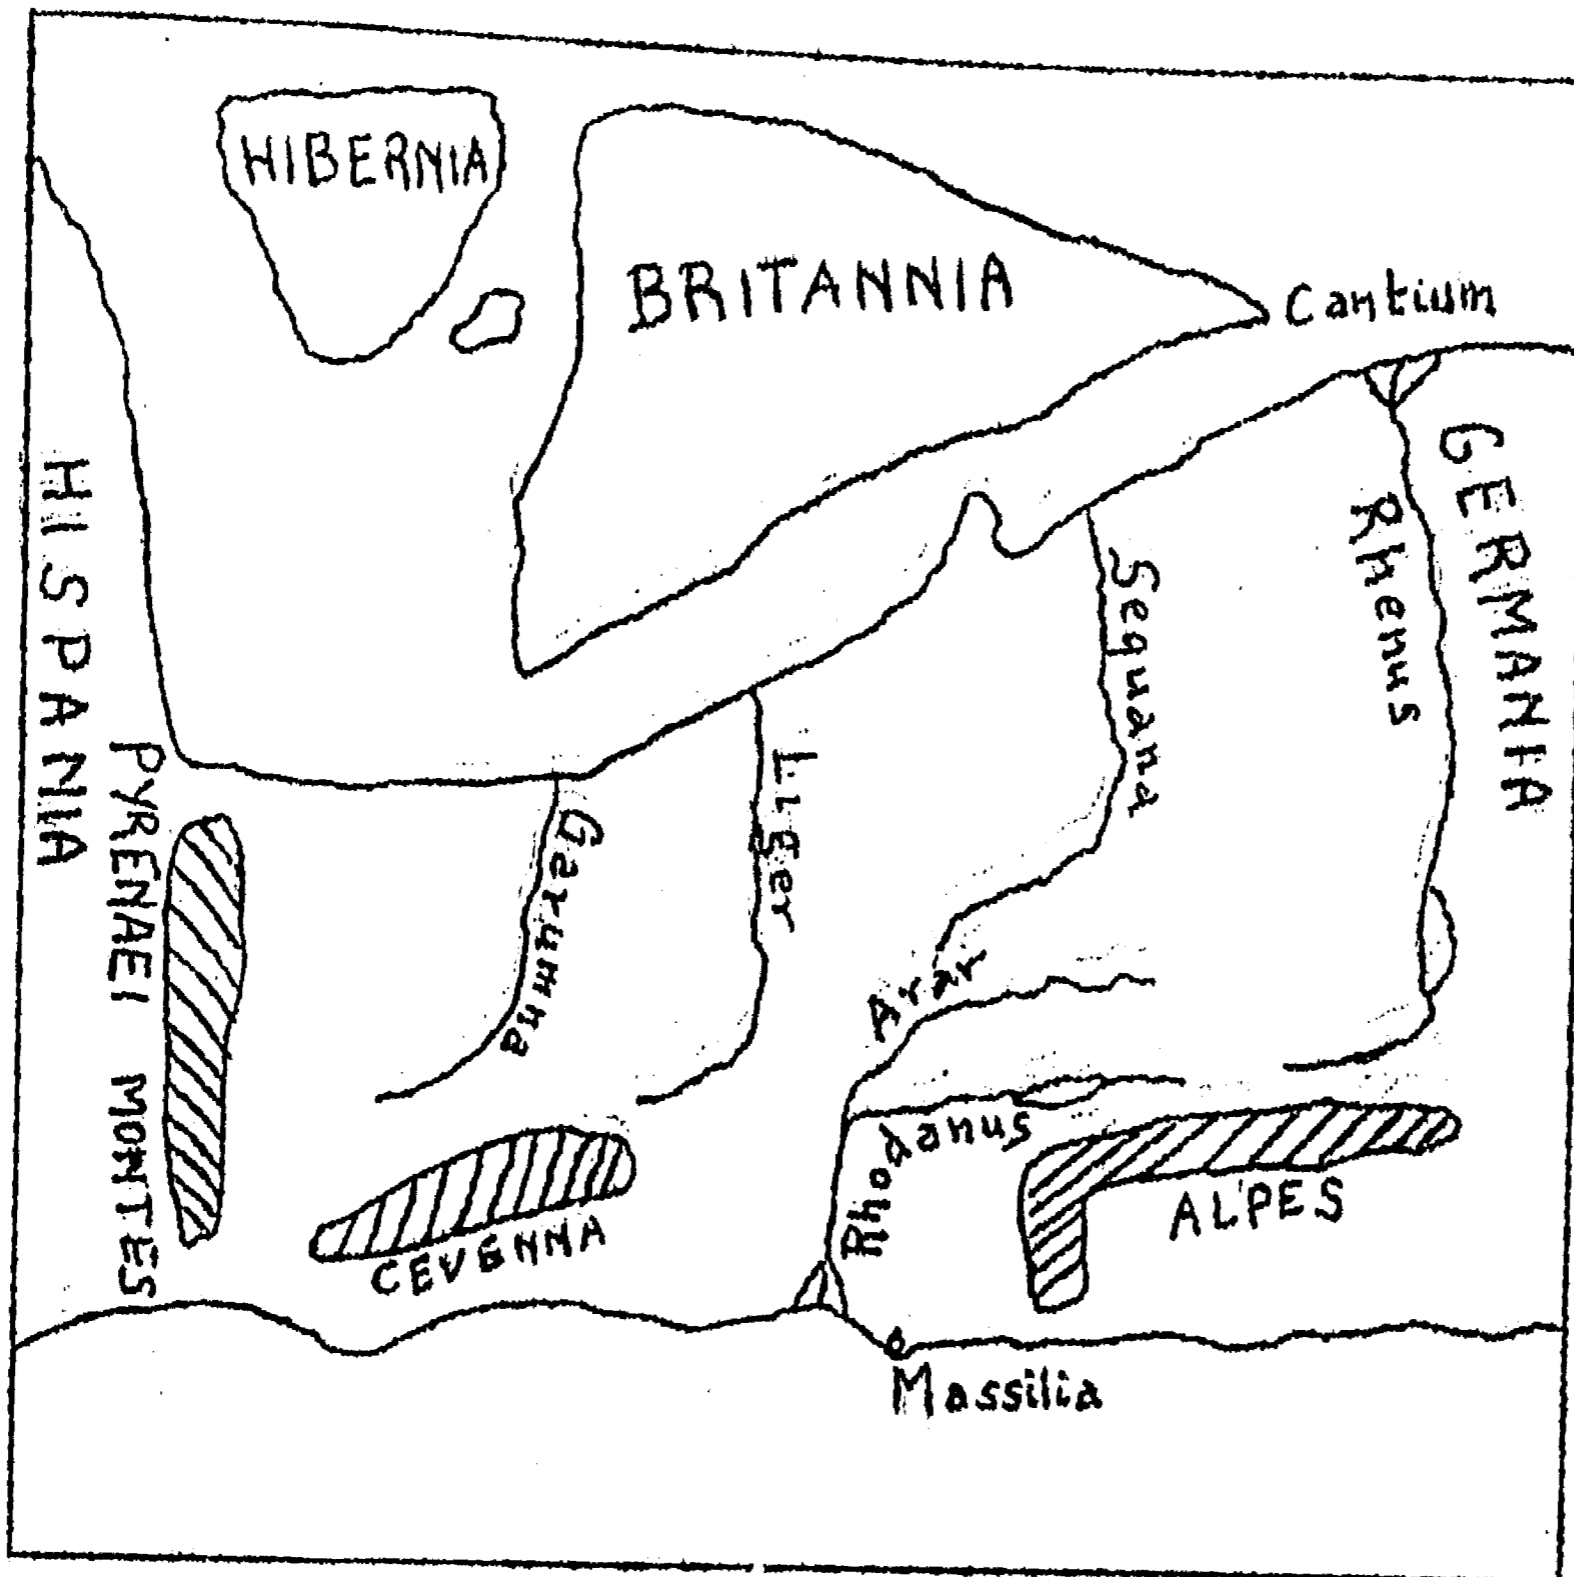 HIBERNIA
BRITANNIA
Cantium
HISPANIA
GERMANIA
Rhenus
Sequana
Liger
Garumna
PYRENAEI MONTES
Arar
Rhodanus
CEVENNA
ALPES
Massilia